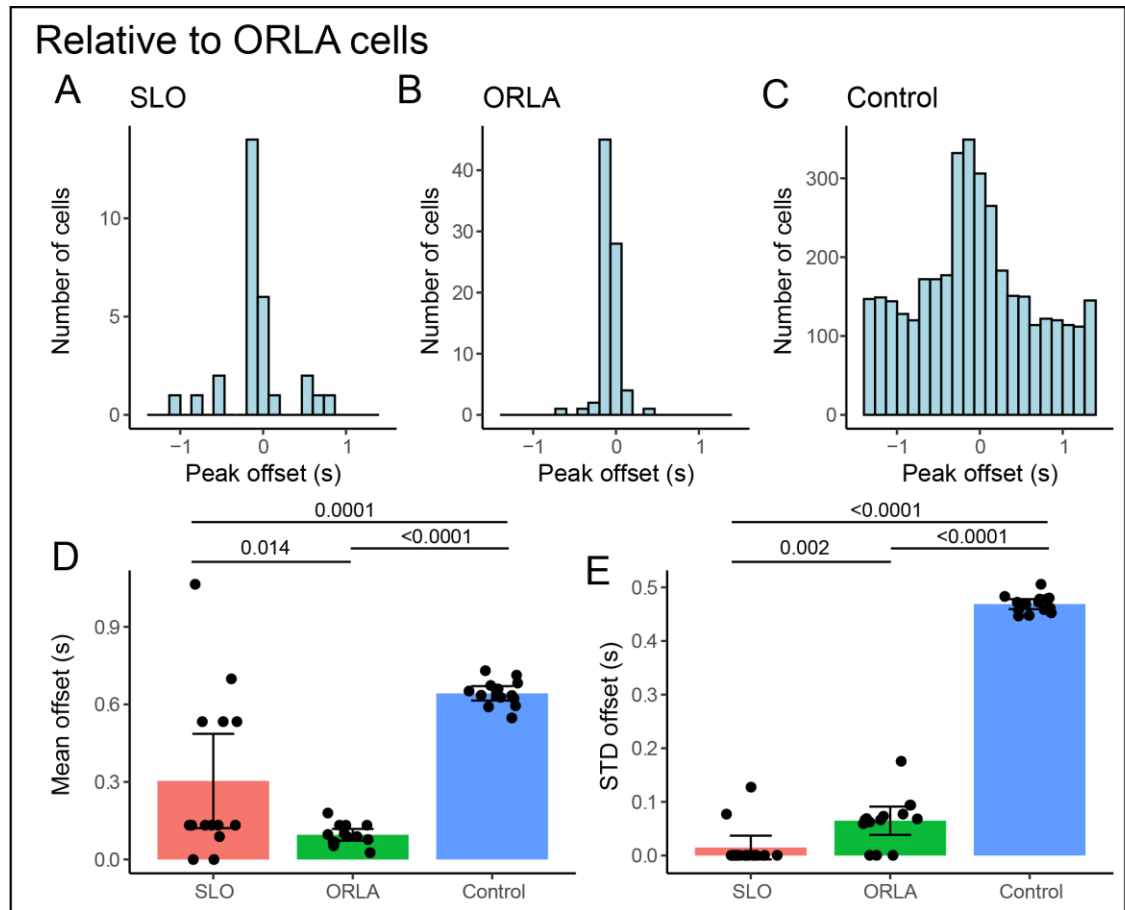 Relative to ORLA cells
A SLO
B ORLA
C Control
Number of cells
10
5
0
−1 0 1
Peak offset (s)
Number of cells
40
30
20
10
0
−1 0 1
Peak offset (s)
Number of cells
300
200
100
0
−1 0 1
Peak offset (s)
D
0.0001
0.014
<0.0001
Mean offset (s)
0.9
0.6
0.3
0.0
SLO ORLA Control
E
<0.0001
0.002
<0.0001
STD offset (s)
0.5
0.4
0.3
0.2
0.1
0.0
SLO ORLA Control